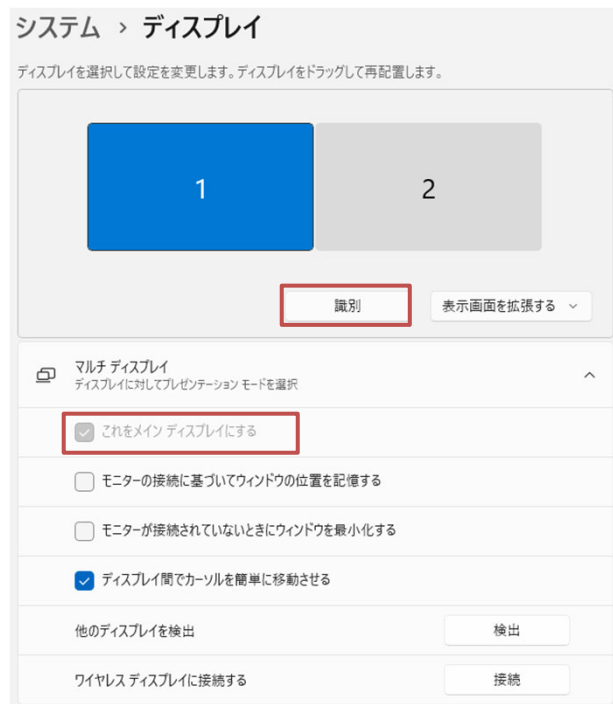 システム › ディスプレイ
ディスプレイを選択して設定を変更します。ディスプレイをドラッグして再配置します。
1
2
識別
表示画面を拡張する
マルチ ディスプレイ
ディスプレイに対してプレゼンテーション モードを選択
これをメイン ディスプレイにする
モニターの接続に基づいてウィンドウの位置を記憶する
モニターが接続されていないときにウィンドウを最小化する
ディスプレイ間でカーソルを簡単に移動させる
他のディスプレイを検出
検出
ワイヤレス ディスプレイに接続する
接続